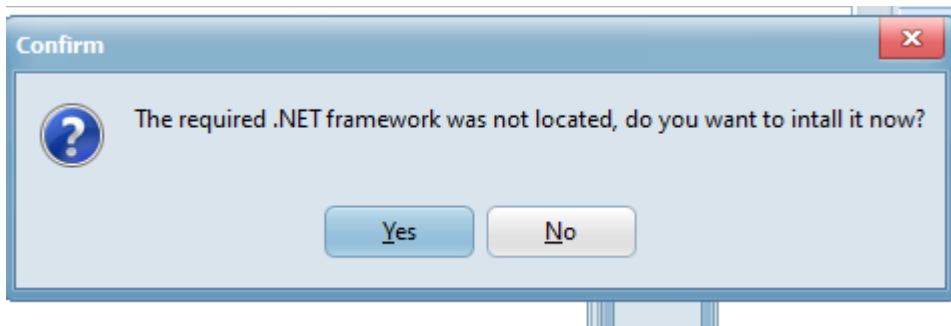 Confirm
The required .NET framework was not located, do you want to intall it now?
Yes
No